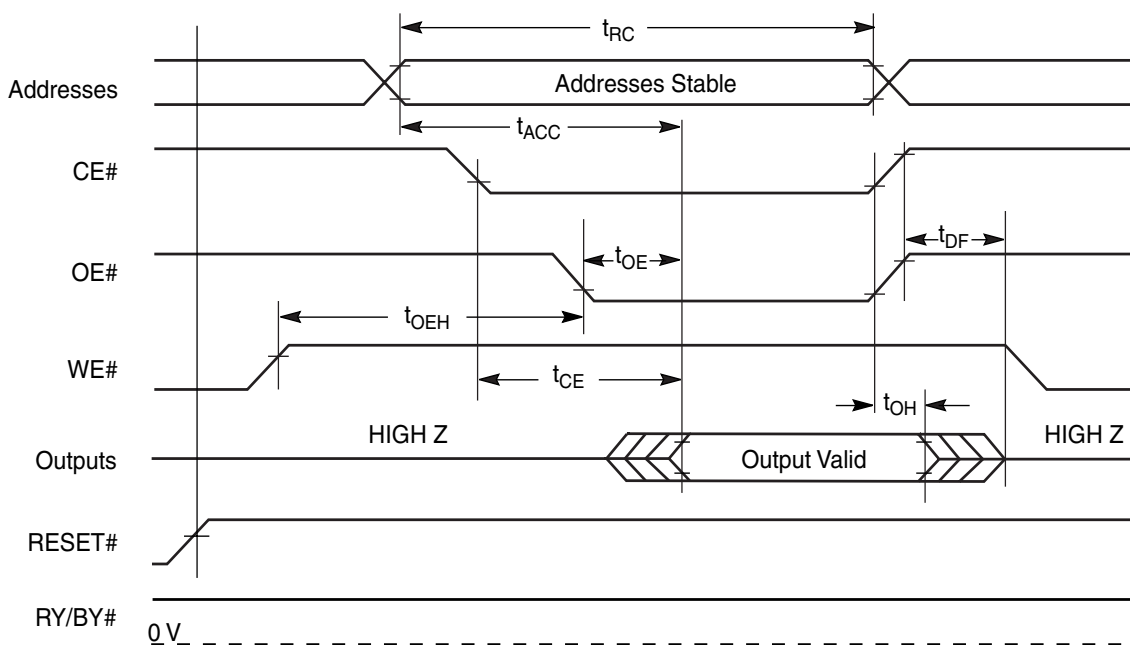 tRC
Addresses
Addresses Stable
tACC
CE#
tDF
OE#
tOE
tOEH
WE#
tCE
tOH
HIGH Z
HIGH Z
Outputs
Output Valid
RESET#
RY/BY#
0 V